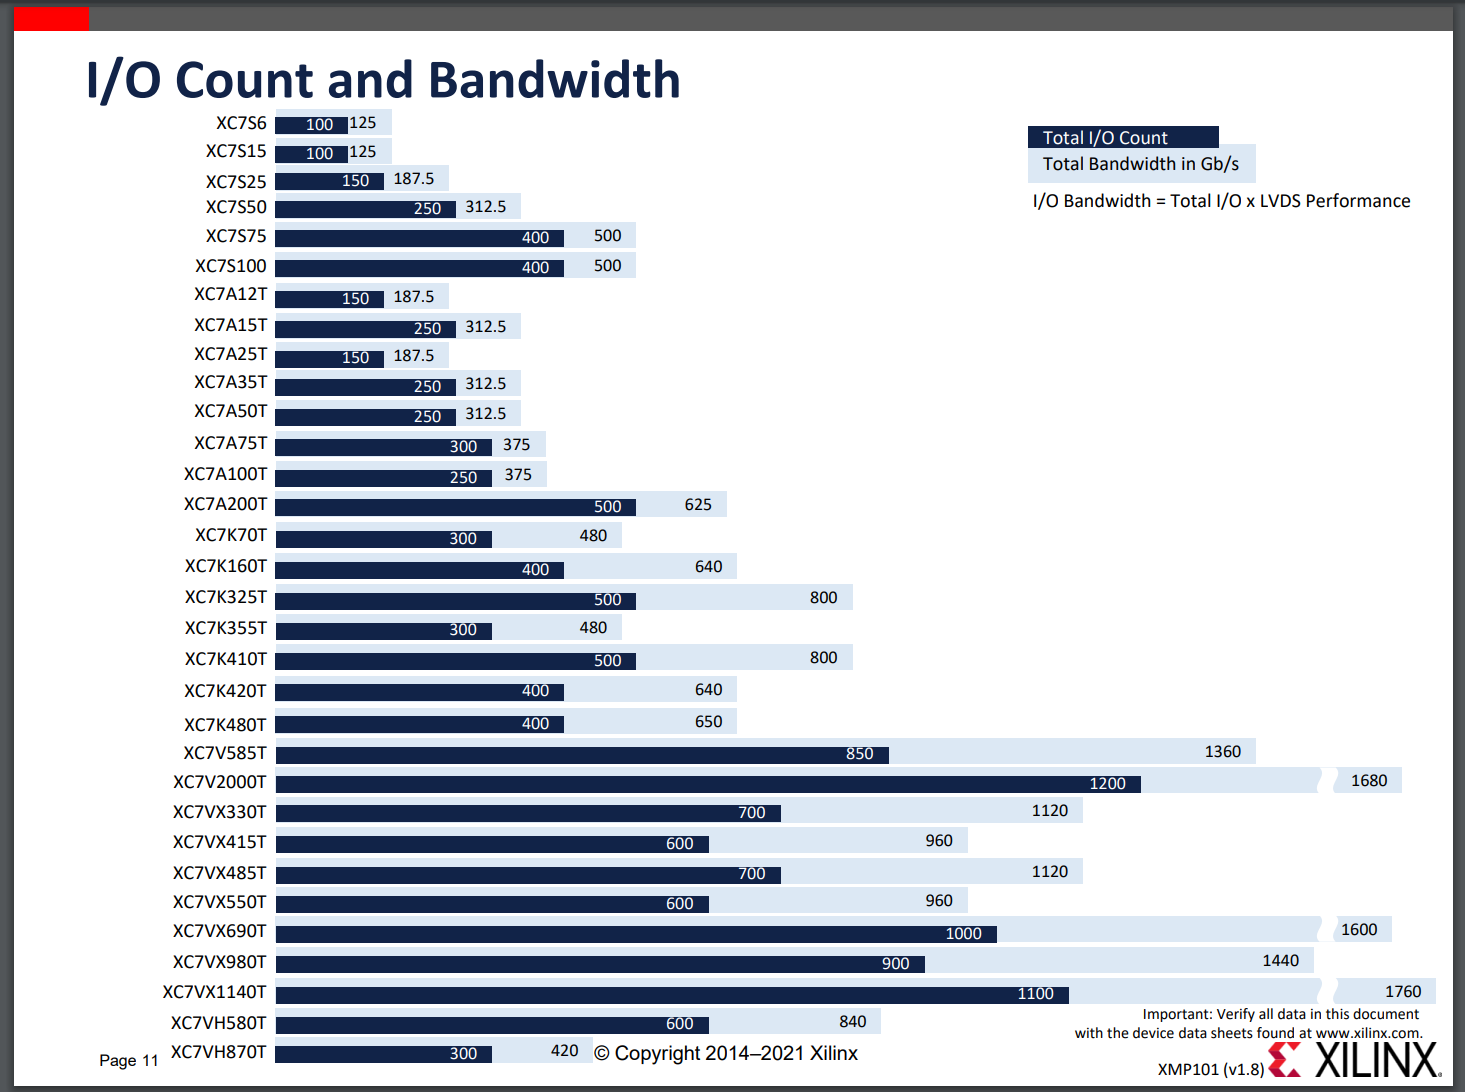 I/O Count and Bandwidth
Total I/O Count
Total Bandwidth in Gb/s
I/O Bandwidth = Total I/O x LVDS Performance
XC7S6 100 125
XC7S15 100 125
XC7S25 150 187.5
XC7S50 250 312.5
XC7S75 400 500
XC7S100 400 500
XC7A12T 150 187.5
XC7A15T 250 312.5
XC7A25T 150 187.5
XC7A35T 250 312.5
XC7A50T 250 312.5
XC7A75T 300 375
XC7A100T 250 375
XC7A200T 500 625
XC7K70T 300 480
XC7K160T 400 640
XC7K325T 500 800
XC7K355T 300 480
XC7K410T 500 800
XC7K420T 400 640
XC7K480T 400 650
XC7V585T 850 1360
XC7V2000T 1200 1680
XC7VX330T 700 1120
XC7VX415T 600 960
XC7VX485T 700 1120
XC7VX550T 600 960
XC7VX690T 1000 1600
XC7VX980T 900 1440
XC7VX1140T 1100 1760
XC7VH580T 600 840
XC7VH870T 300 420
Important: Verify all data in this document
with the device data sheets found at www.xilinx.com.
Page 11
© Copyright 2014–2021 Xilinx
XMP101 (v1.8)
XILINX